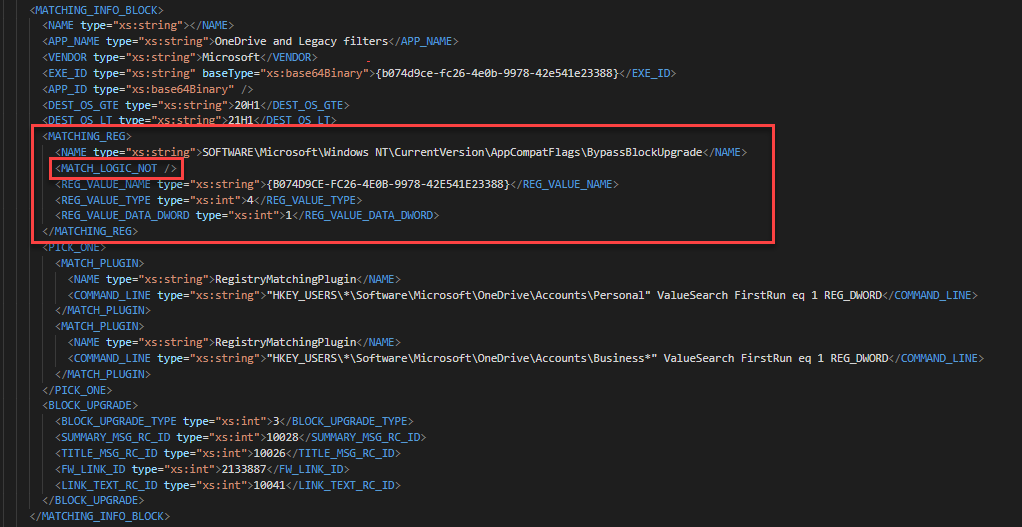 <MATCHING_INFO_BLOCK>
<NAME type="xs:string"></NAME>
<APP_NAME type="xs:string">OneDrive and Legacy filters</APP_NAME>
<VENDOR type="xs:string">Microsoft</VENDOR>
<EXE_ID type="xs:string" baseType="xs:base64Binary">{b074d9ce-fc26-4e0b-9978-42e541e23388}</EXE_ID>
<APP_ID type="xs:base64Binary" />
<DEST_OS_GTE type="xs:string">20H1</DEST_OS_GTE>
<DEST_OS_LT type="xs:string">21H1</DEST_OS_LT>
<MATCHING_REG>
<NAME type="xs:string">SOFTWARE\Microsoft\Windows NT\CurrentVersion\AppCompatFlags\BypassBlockUpgrade</NAME>
<MATCH_LOGIC_NOT />
<REG_VALUE_NAME type="xs:string">{B074D9CE-FC26-4E0B-9978-42E541E23388}</REG_VALUE_NAME>
<REG_VALUE_TYPE type="xs:int">4</REG_VALUE_TYPE>
<REG_VALUE_DATA_DWORD type="xs:int">1</REG_VALUE_DATA_DWORD>
</MATCHING_REG>
<PICK_ONE>
<MATCH_PLUGIN>
<NAME type="xs:string">RegistryMatchingPlugin</NAME>
<COMMAND_LINE type="xs:string">"HKEY_USERS\*\Software\Microsoft\OneDrive\Accounts\Personal" ValueSearch FirstRun eq 1 REG_DWORD</COMMAND_LINE>
</MATCH_PLUGIN>
<MATCH_PLUGIN>
<NAME type="xs:string">RegistryMatchingPlugin</NAME>
<COMMAND_LINE type="xs:string">"HKEY_USERS\*\Software\Microsoft\OneDrive\Accounts\Business*" ValueSearch FirstRun eq 1 REG_DWORD</COMMAND_LINE>
</MATCH_PLUGIN>
</PICK_ONE>
<BLOCK_UPGRADE>
<BLOCK_UPGRADE_TYPE type="xs:int">3</BLOCK_UPGRADE_TYPE>
<SUMMARY_MSG_RC_ID type="xs:int">10028</SUMMARY_MSG_RC_ID>
<TITLE_MSG_RC_ID type="xs:int">10026</TITLE_MSG_RC_ID>
<FW_LINK_ID type="xs:int">2133887</FW_LINK_ID>
<LINK_TEXT_RC_ID type="xs:int">10041</LINK_TEXT_RC_ID>
</BLOCK_UPGRADE>
</MATCHING_INFO_BLOCK>